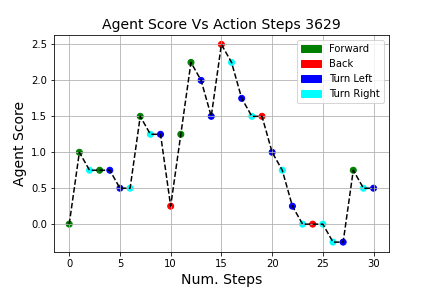 Agent Score Vs Action Steps 3629
Agent Score
2.5
2.0
1.5
1.0
0.5
0.0
Forward
Back
Turn Left
Turn Right
0 5 10 15 20 25 30
Num. Steps